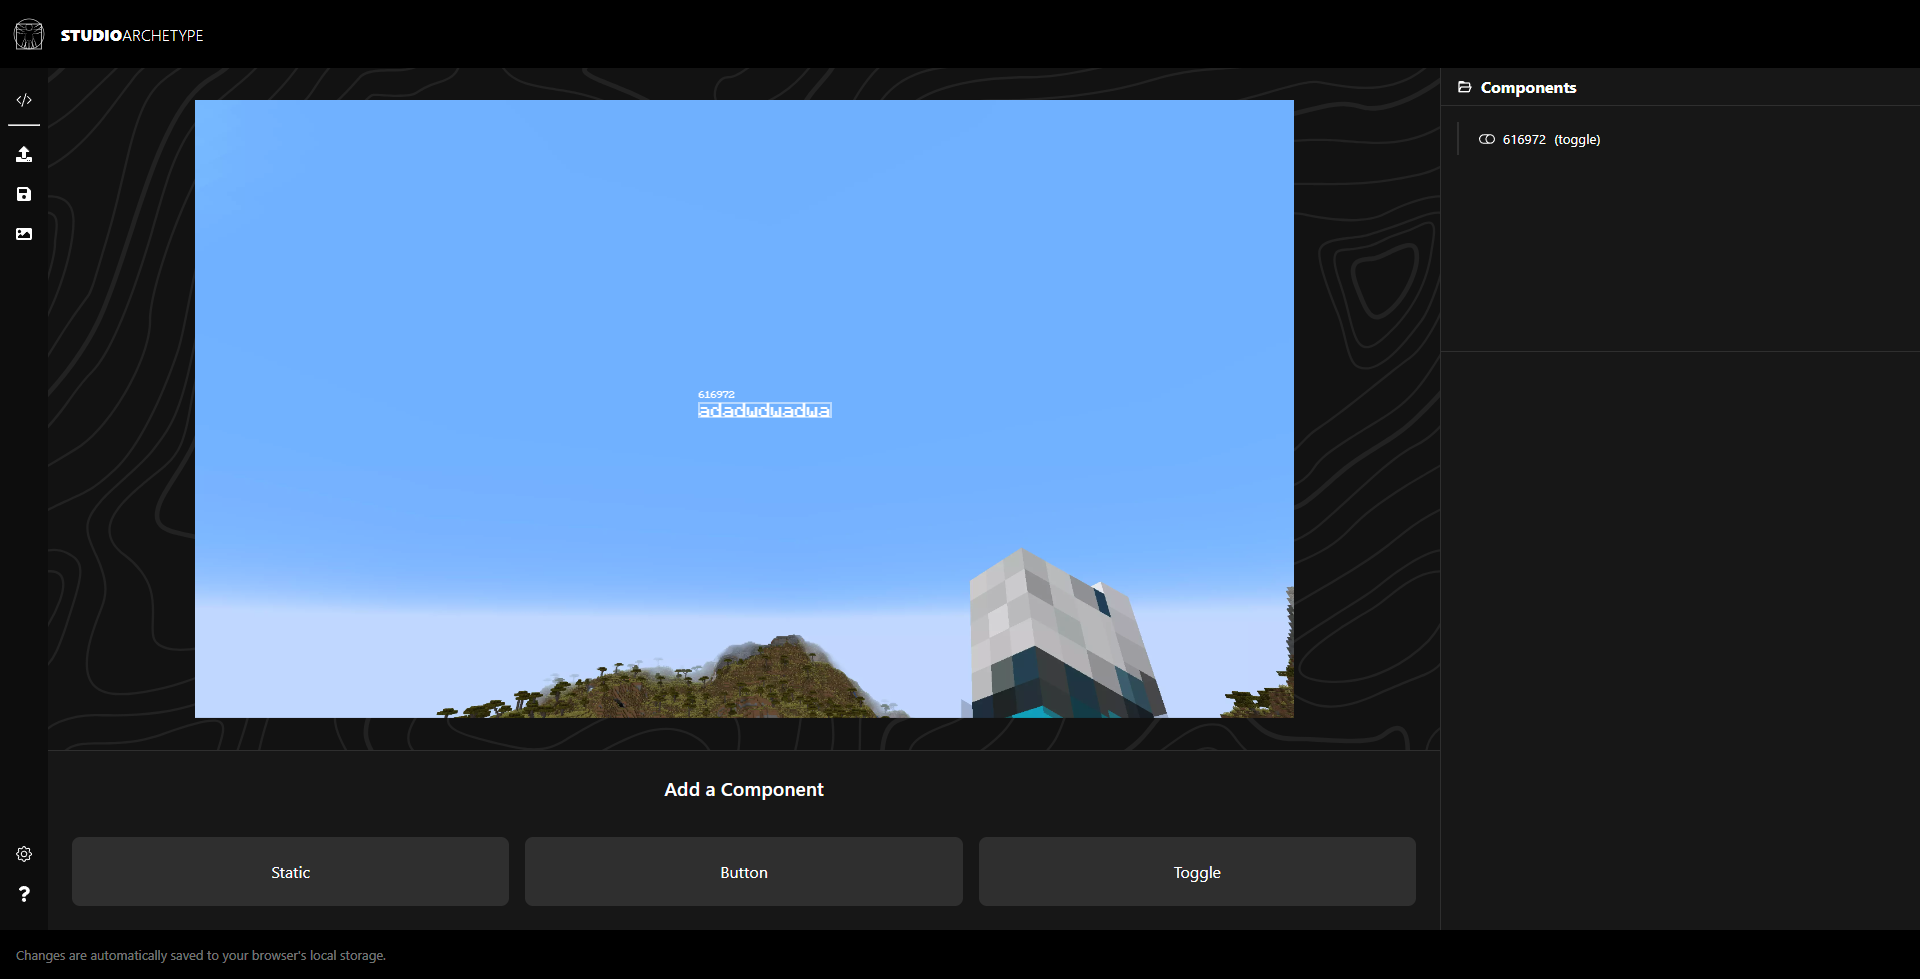 STUDIOARCHETYPE
Components
616972 (toggle)
616972
adadwdwadwa
Add a Component
Static
Button
Toggle
Changes are automatically saved to your browser's local storage.